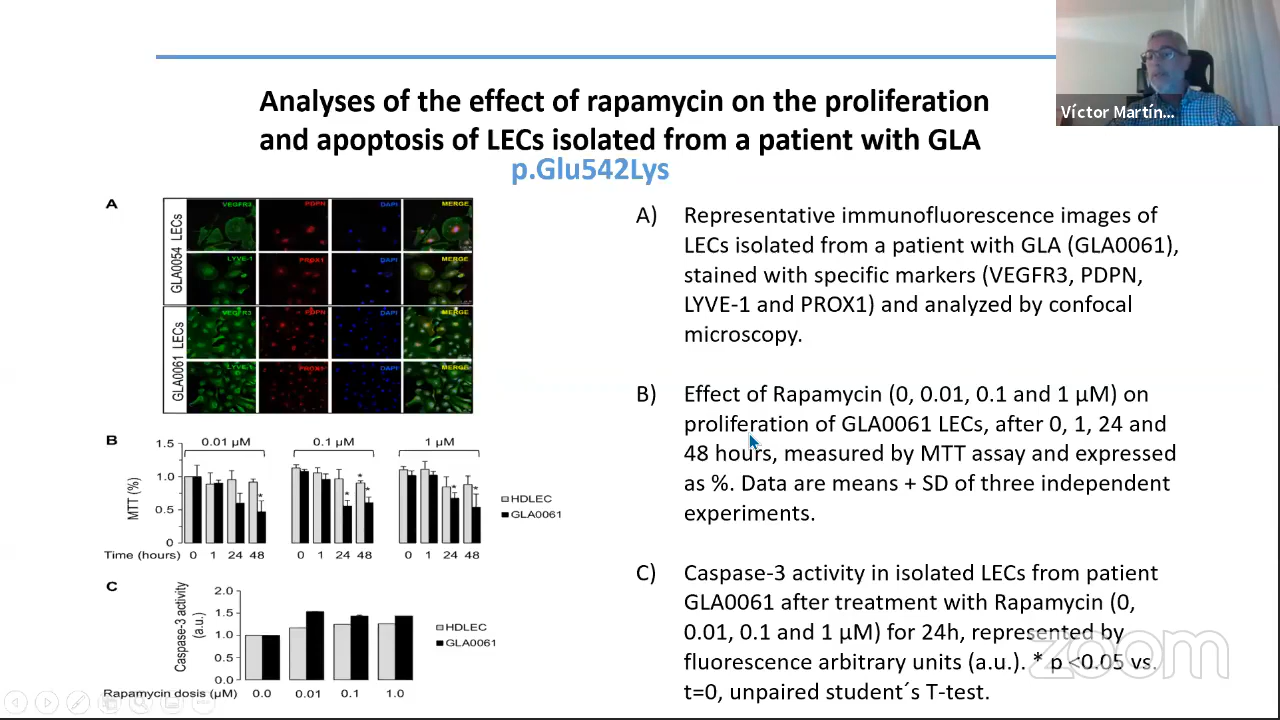 Analyses of the effect of rapamycin on the proliferation
and apoptosis of LECs isolated from a patient with GLA
p.Glu542Lys
Víctor Martín...
A
GLA0054 LECs
VEGFR3 PDPN DAPI MERGE
LYVE-1 PROX1 DAPI MERGE
GLA0061 LECs
VEGFR3 PDPN DAPI MERGE
LYVE-1 PROX1 DAPI MERGE
B
0.01 µM 0.1 µM 1 µM
MTT (%)
1.5
1.0
0.5
0
* * * * * * *
HDLEC
GLA0061
Time (hours) 0 1 24 48 0 1 24 48 0 1 24 48
C
Caspase-3 activity
(a.u.)
2.0
1.5
1.0
0.5
0.0
HDLEC
GLA0061
Rapamycin dosis (µM) 0.0 0.01 0.1 1.0
A) Representative immunofluorescence images of
LECs isolated from a patient with GLA (GLA0061),
stained with specific markers (VEGFR3, PDPN,
LYVE-1 and PROX1) and analyzed by confocal
microscopy.
B) Effect of Rapamycin (0, 0.01, 0.1 and 1 µM) on
proliferation of GLA0061 LECs, after 0, 1, 24 and
48 hours, measured by MTT assay and expressed
as %. Data are means + SD of three independent
experiments.
C) Caspase-3 activity in isolated LECs from patient
GLA0061 after treatment with Rapamycin (0,
0.01, 0.1 and 1 µM) for 24h, represented by
fluorescence arbitrary units (a.u.). * p <0.05 vs.
t=0, unpaired student´s T-test.
zoom